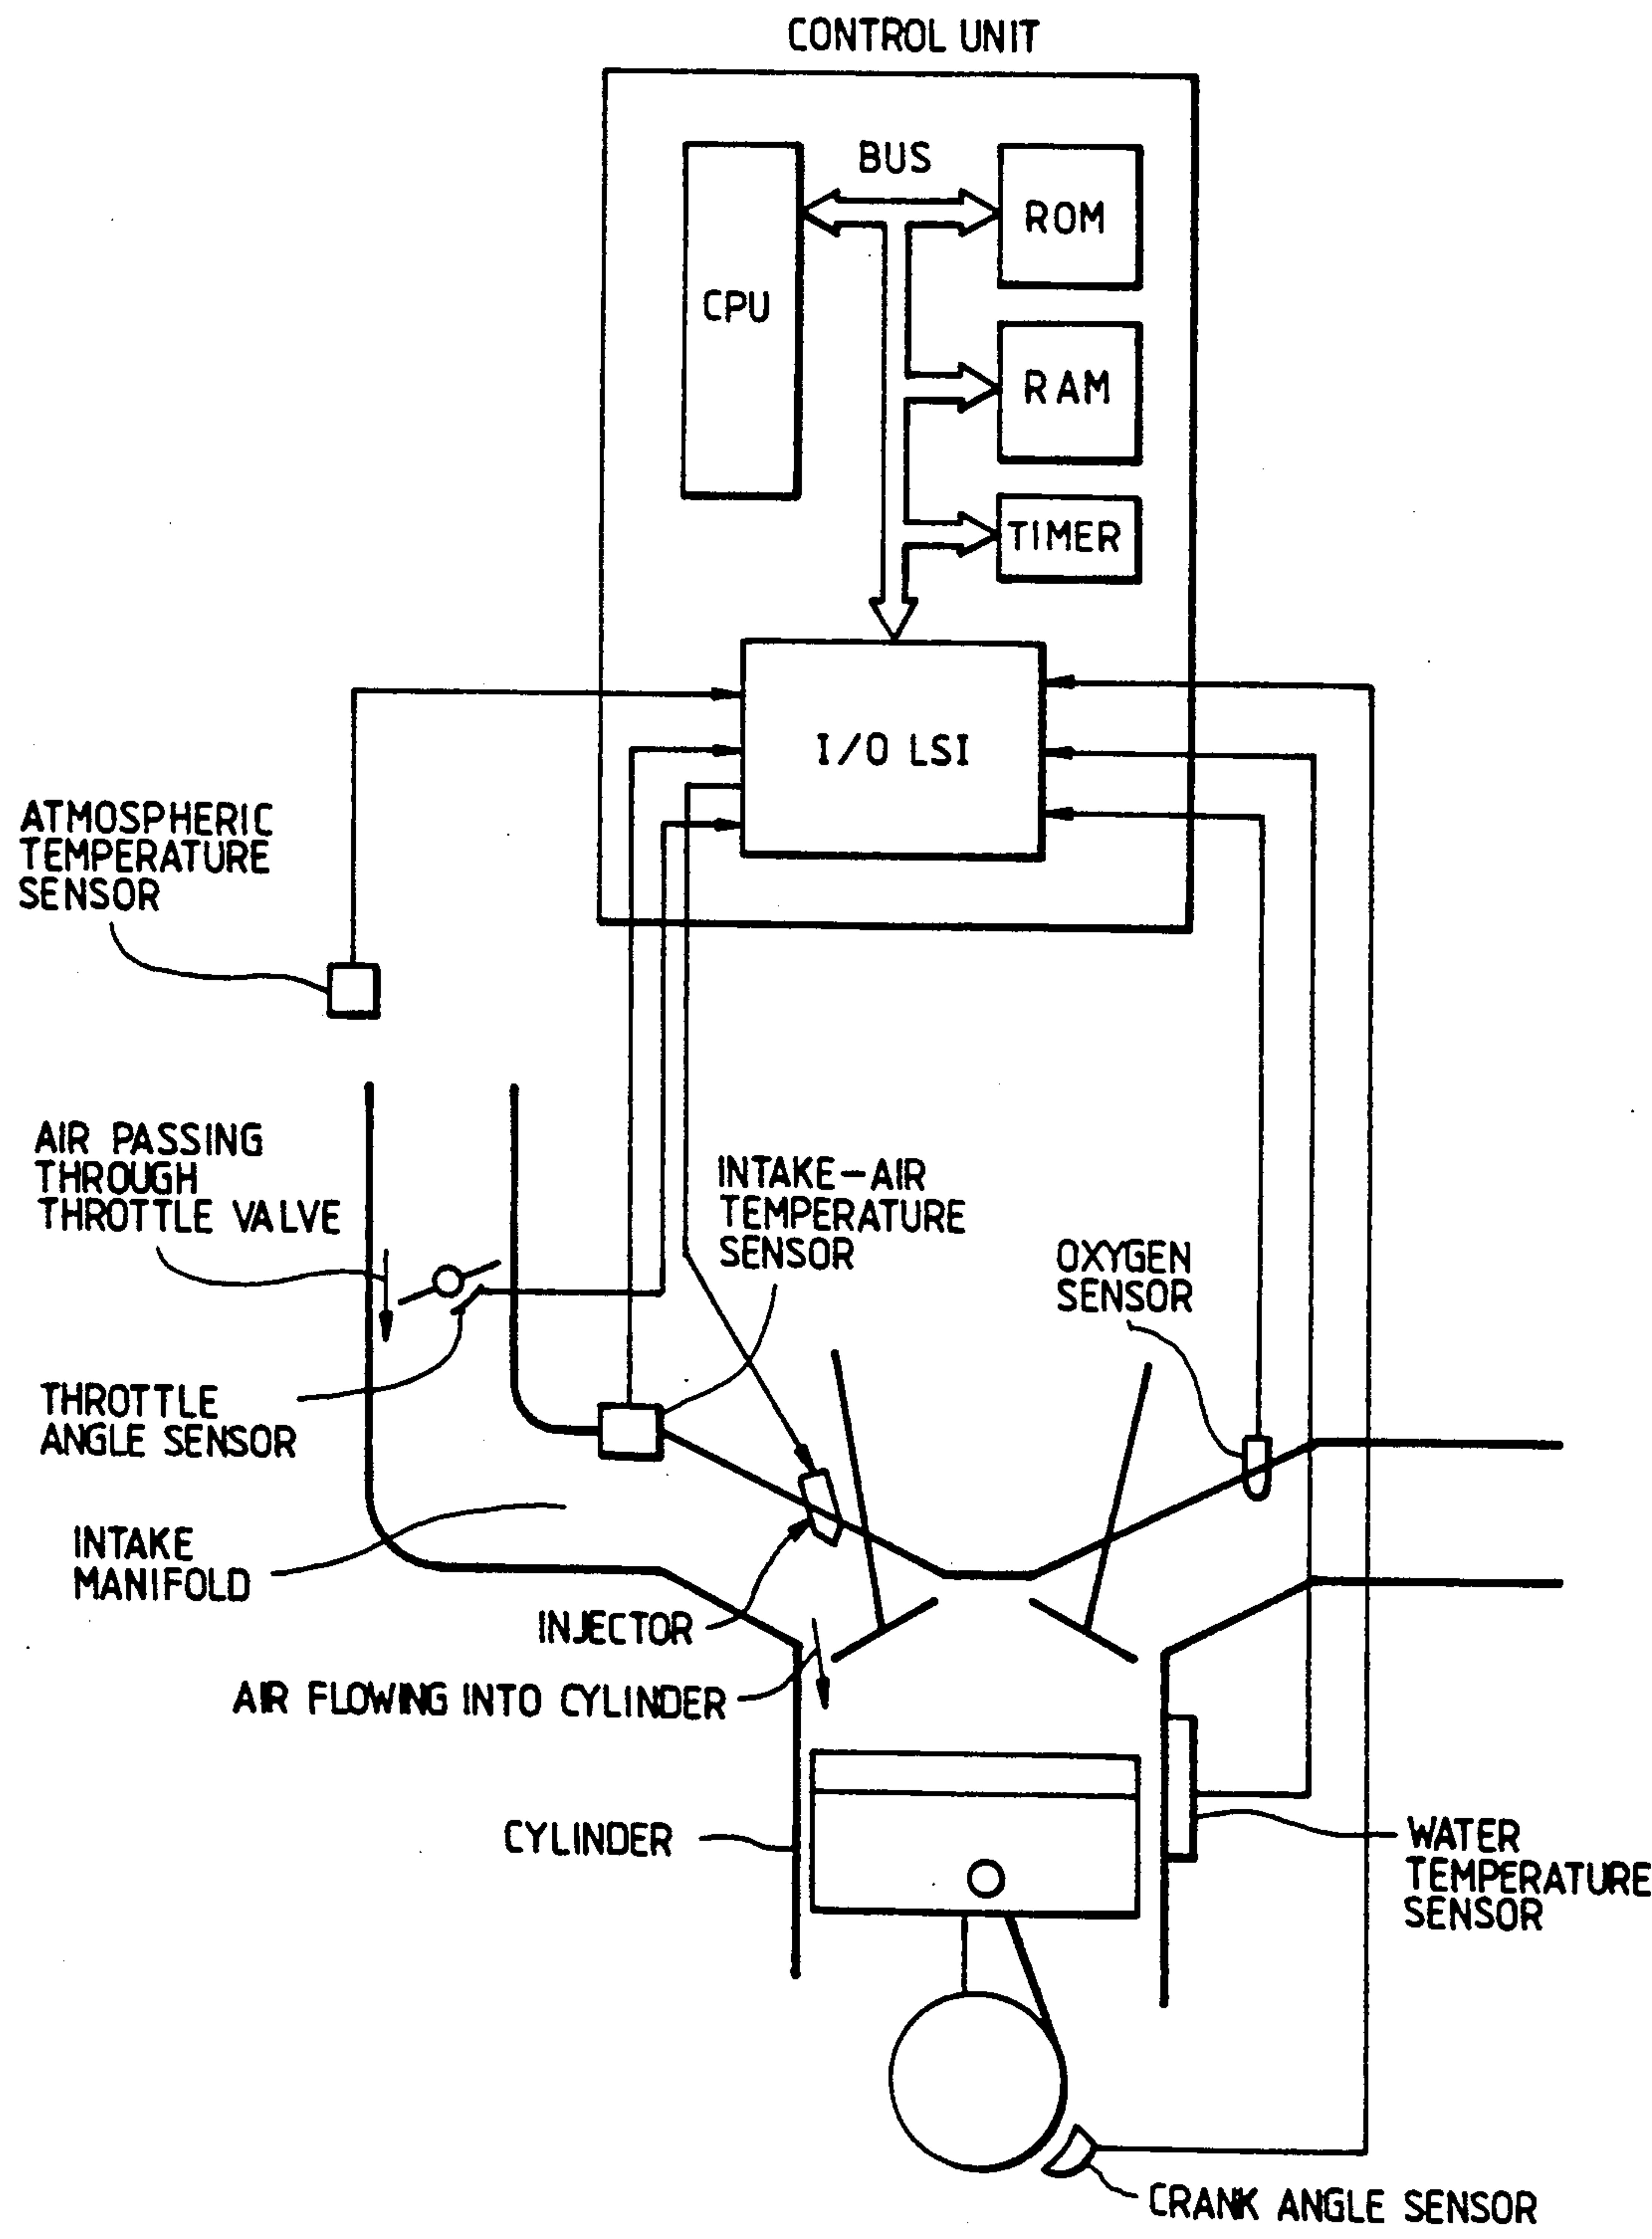 CONTROL UNIT
BUS
CPU
ROM
RAM
TIMER
I/O LSI
ATMOSPHERIC
TEMPERATURE
SENSOR
AIR PASSING
THROUGH
THROTTLE VALVE
INTAKE-AIR
TEMPERATURE
SENSOR
OXYGEN
SENSOR
THROTTLE
ANGLE SENSOR
INTAKE
MANIFOLD
INJECTOR
AIR FLOWING INTO CYLINDER
CYLINDER
WATER
TEMPERATURE
SENSOR
CRANK ANGLE SENSOR